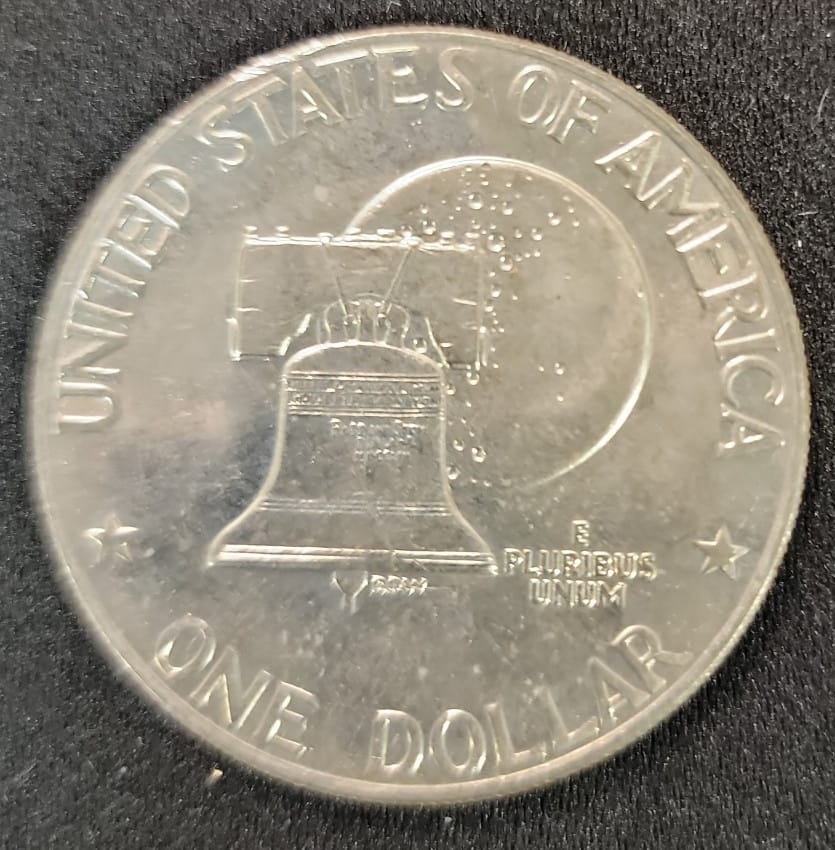 UNITED STATES OF AMERICA
E
PLURIBUS
UNUM
ONE DOLLAR